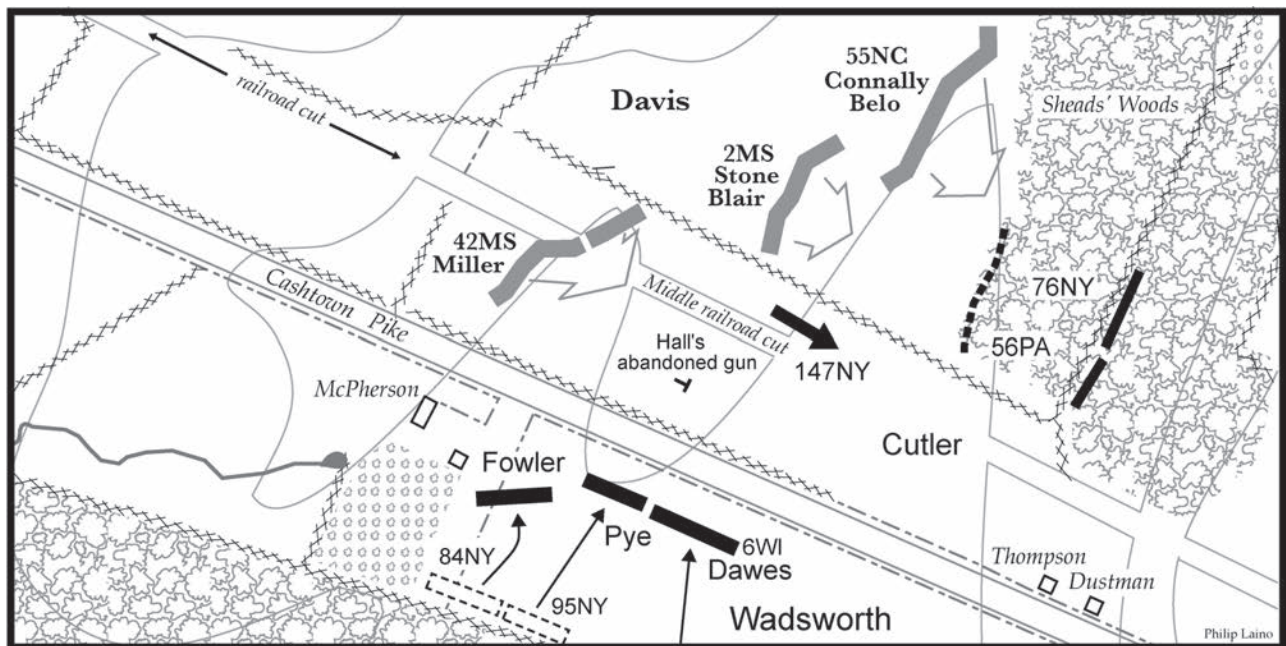 railroad cut
Davis
55NC
Connally
Belo
Sheads' Woods
2MS
Stone
Blair
42MS
Miller
76NY
56PA
Cashtown Pike
Middle railroad cut
Hall's
abandoned gun
147NY
McPherson
Cutler
Fowler
Pye
6WI
Dawes
84NY
95NY
Wadsworth
Thompson
Dustman
Philip Laino